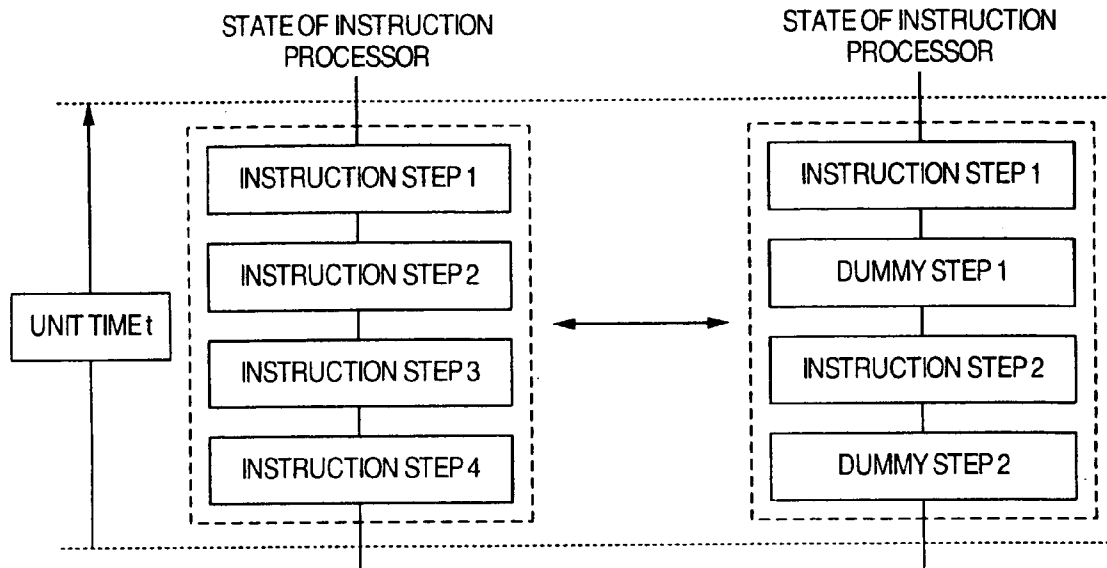 STATE OF INSTRUCTION
PROCESSOR
INSTRUCTION STEP 1
INSTRUCTION STEP 2
INSTRUCTION STEP 3
INSTRUCTION STEP 4
UNIT TIME t
STATE OF INSTRUCTION
PROCESSOR
INSTRUCTION STEP 1
DUMMY STEP 1
INSTRUCTION STEP 2
DUMMY STEP 2